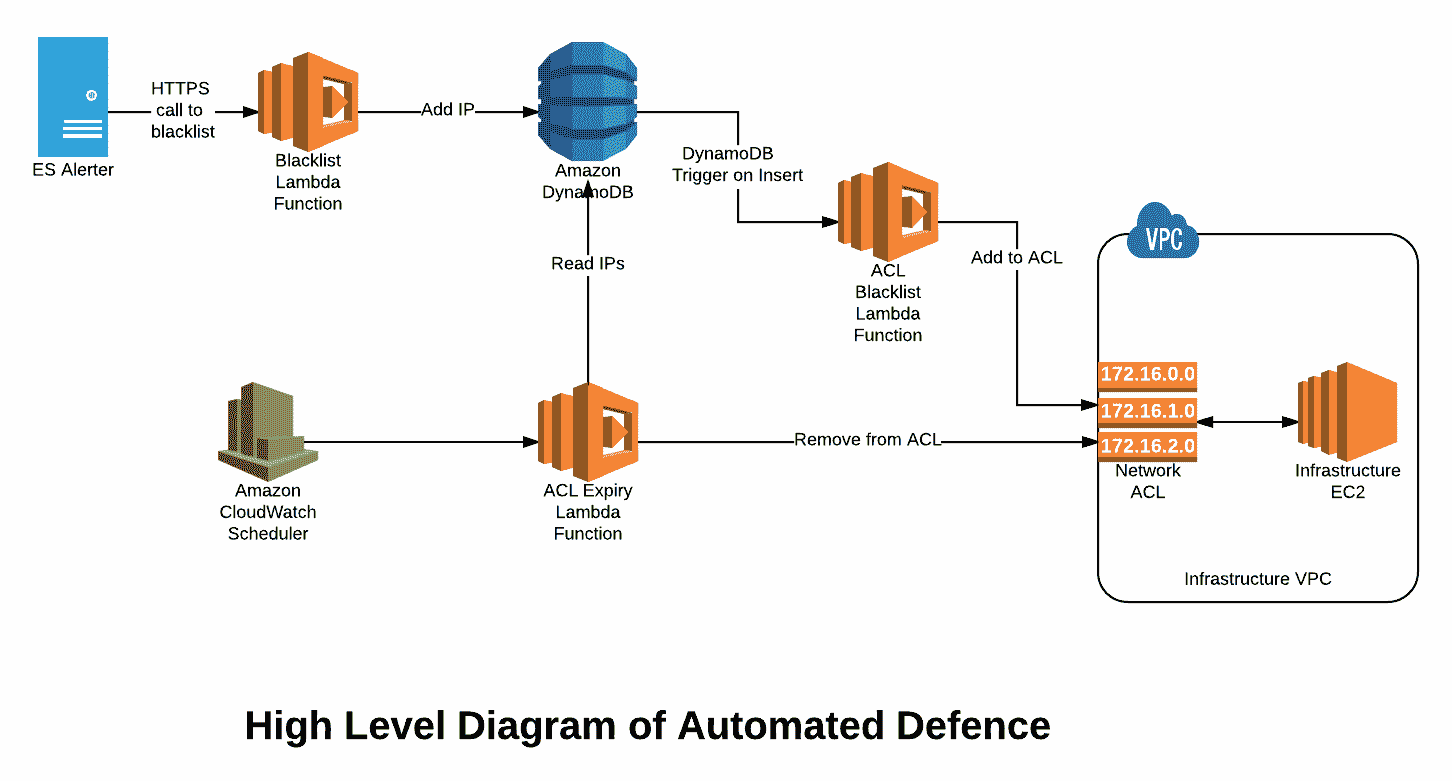 HTTPS
call to
blacklist
ES Alerter
Blacklist
Lambda
Function
Add IP
Amazon
DynamoDB
DynamoDB
Trigger on Insert
ACL
Blacklist
Lambda
Function
Add to ACL
VPC
Read IPs
172.16.0.0
172.16.1.0
172.16.2.0
Network
ACL
Infrastructure
EC2
Infrastructure VPC
Amazon
CloudWatch
Scheduler
ACL Expiry
Lambda
Function
Remove from ACL
High Level Diagram of Automated Defence